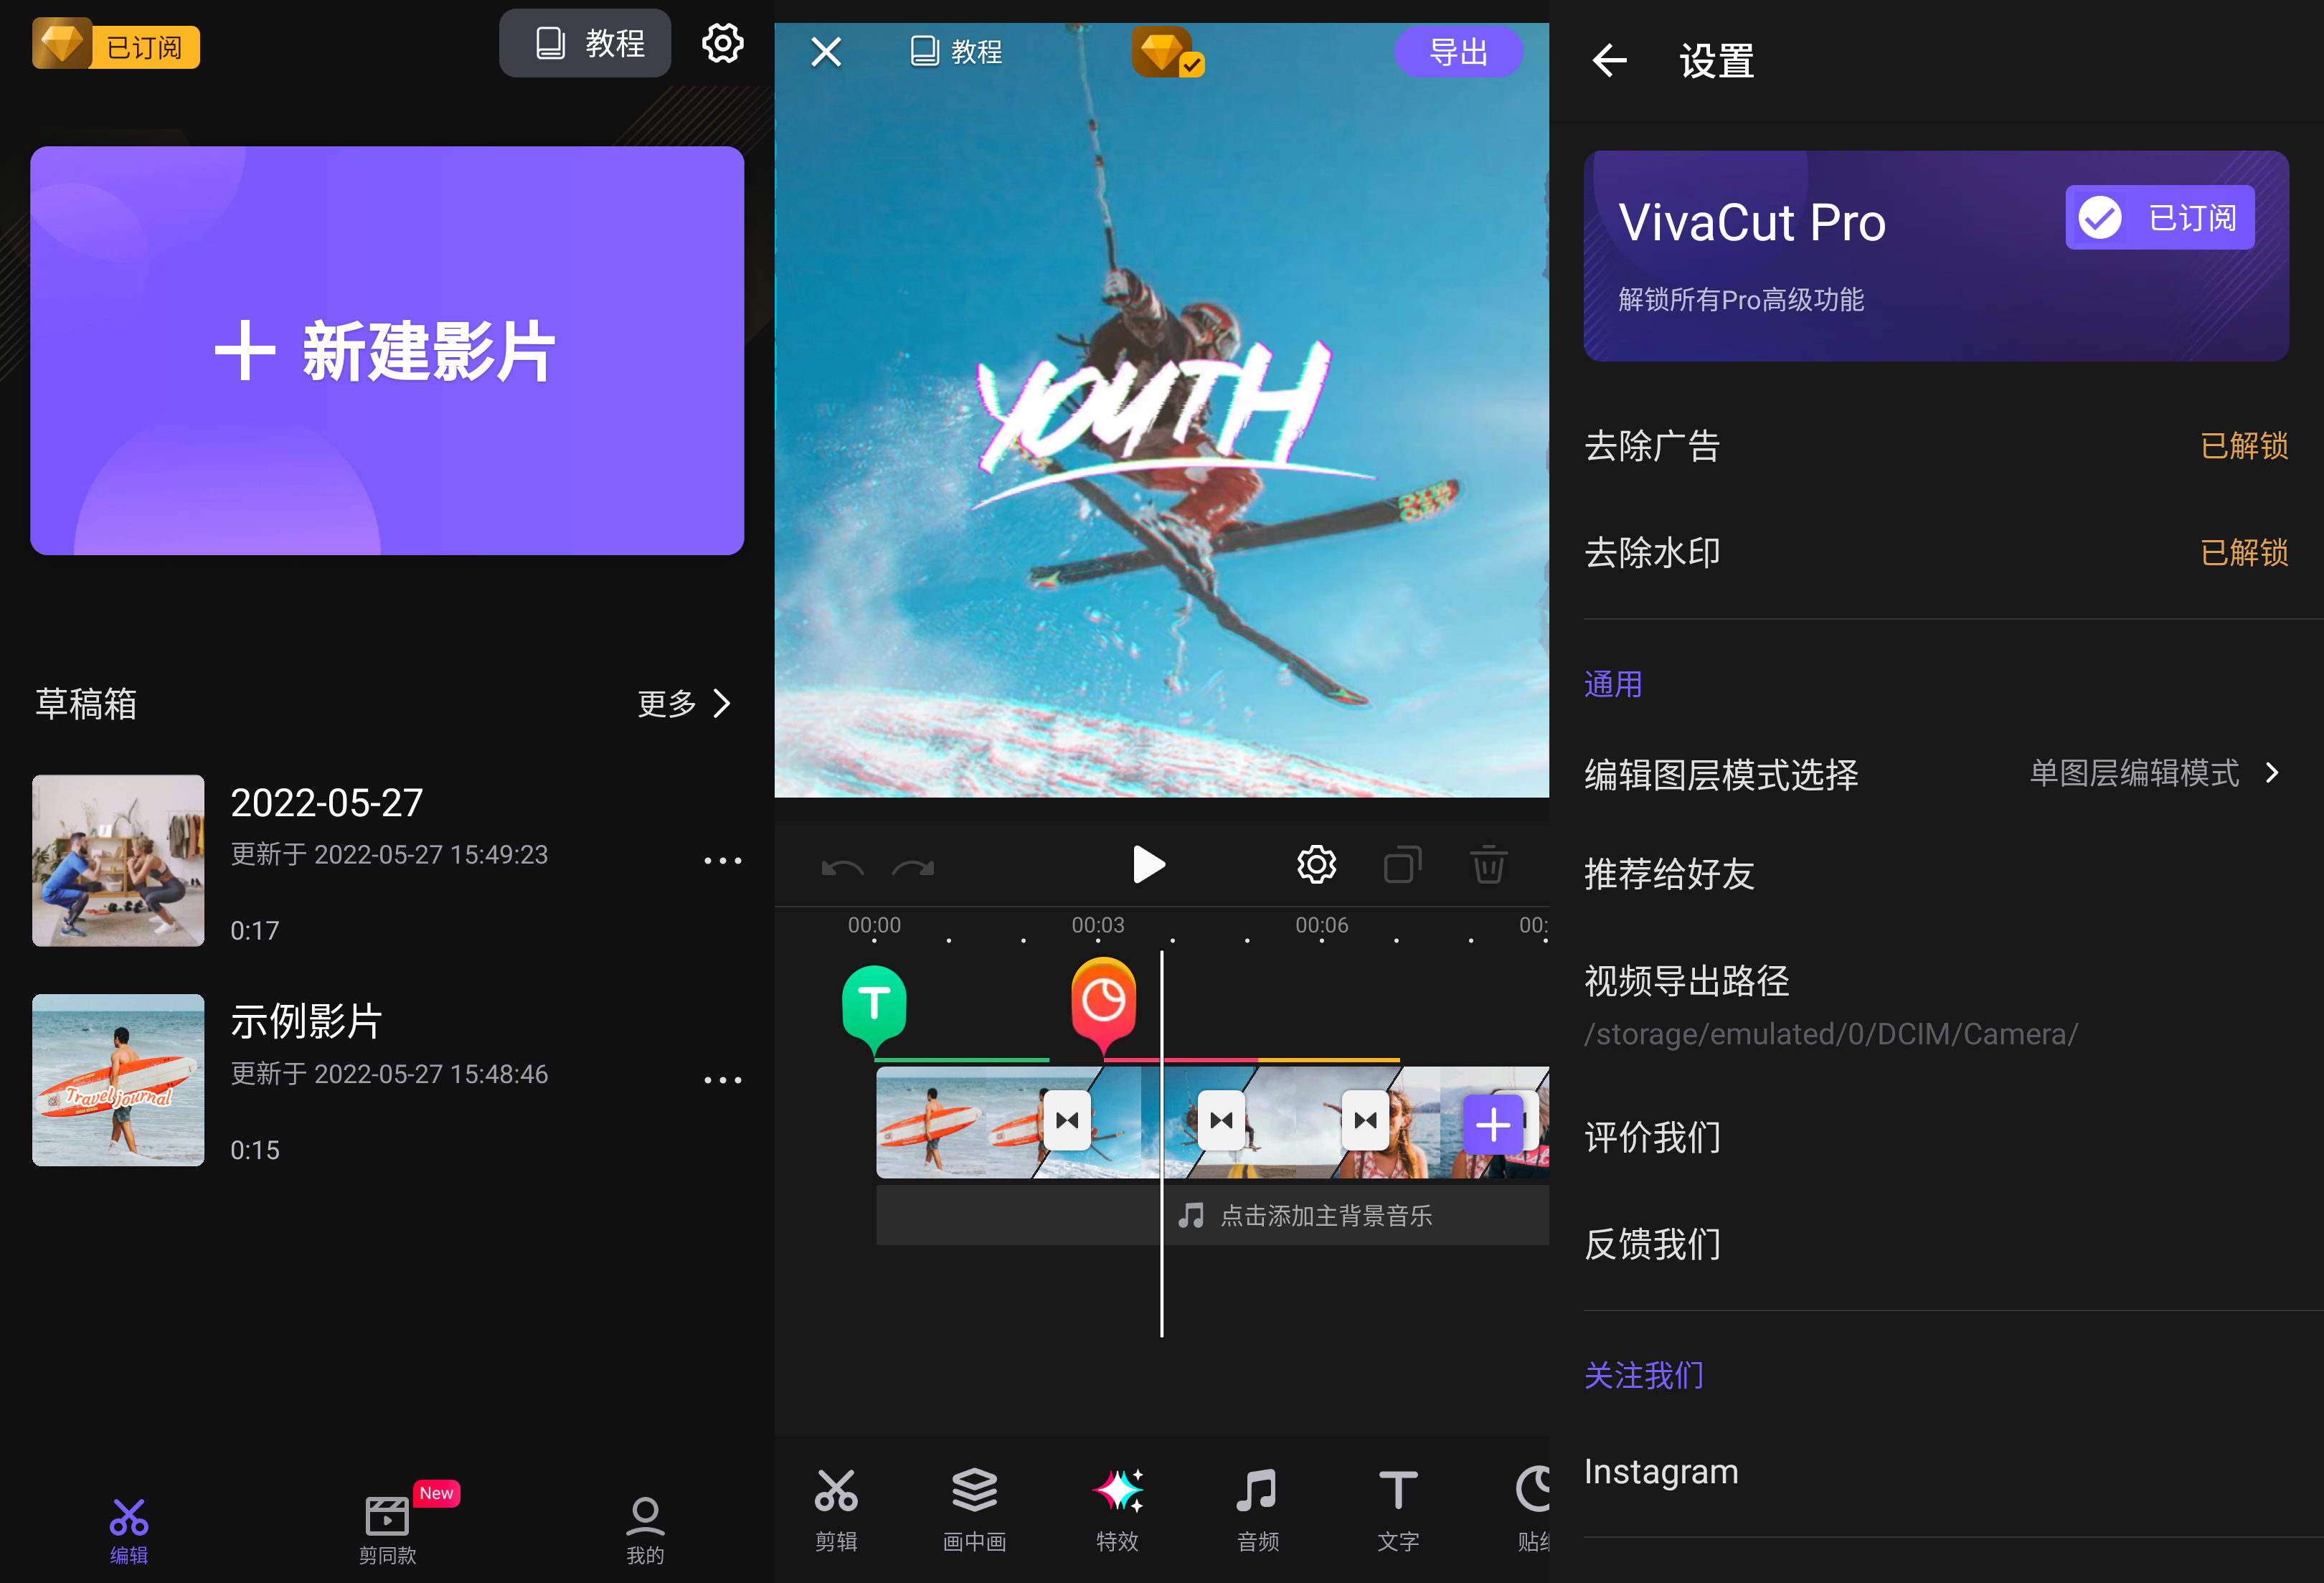 已订阅
教程
新建影片
草稿箱
更多
2022-05-27
更新于 2022-05-27 15:49:23
0:17
示例影片
更新于 2022-05-27 15:48:46
0:15
Travel journal
编辑
New
剪同款
我的
教程
导出
YOUTH
00:00
00:03
00:06
00:
T
点击添加主背景音乐
剪辑
画中画
特效
音频
文字
贴
设置
VivaCut Pro
已订阅
解锁所有Pro高级功能
去除广告
已解锁
去除水印
已解锁
通用
编辑图层模式选择
单图层编辑模式
推荐给好友
视频导出路径
/storage/emulated/0/DCIM/Camera/
评价我们
反馈我们
关注我们
Instagram